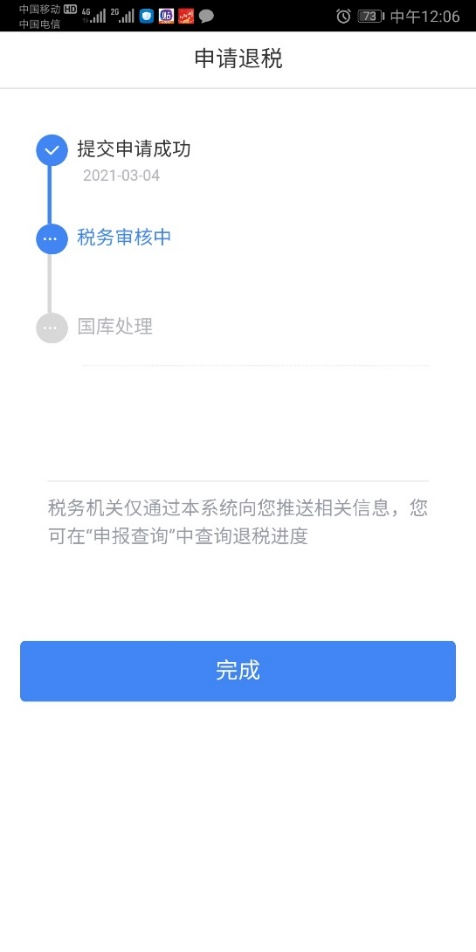 中国移动 HD 4G 2G 73 中午12:06
中国电信
申请退税
提交申请成功
2021-03-04
税务审核中
国库处理
税务机关仅通过本系统向您推送相关信息，您
可在“申报查询”中查询退税进度
完成